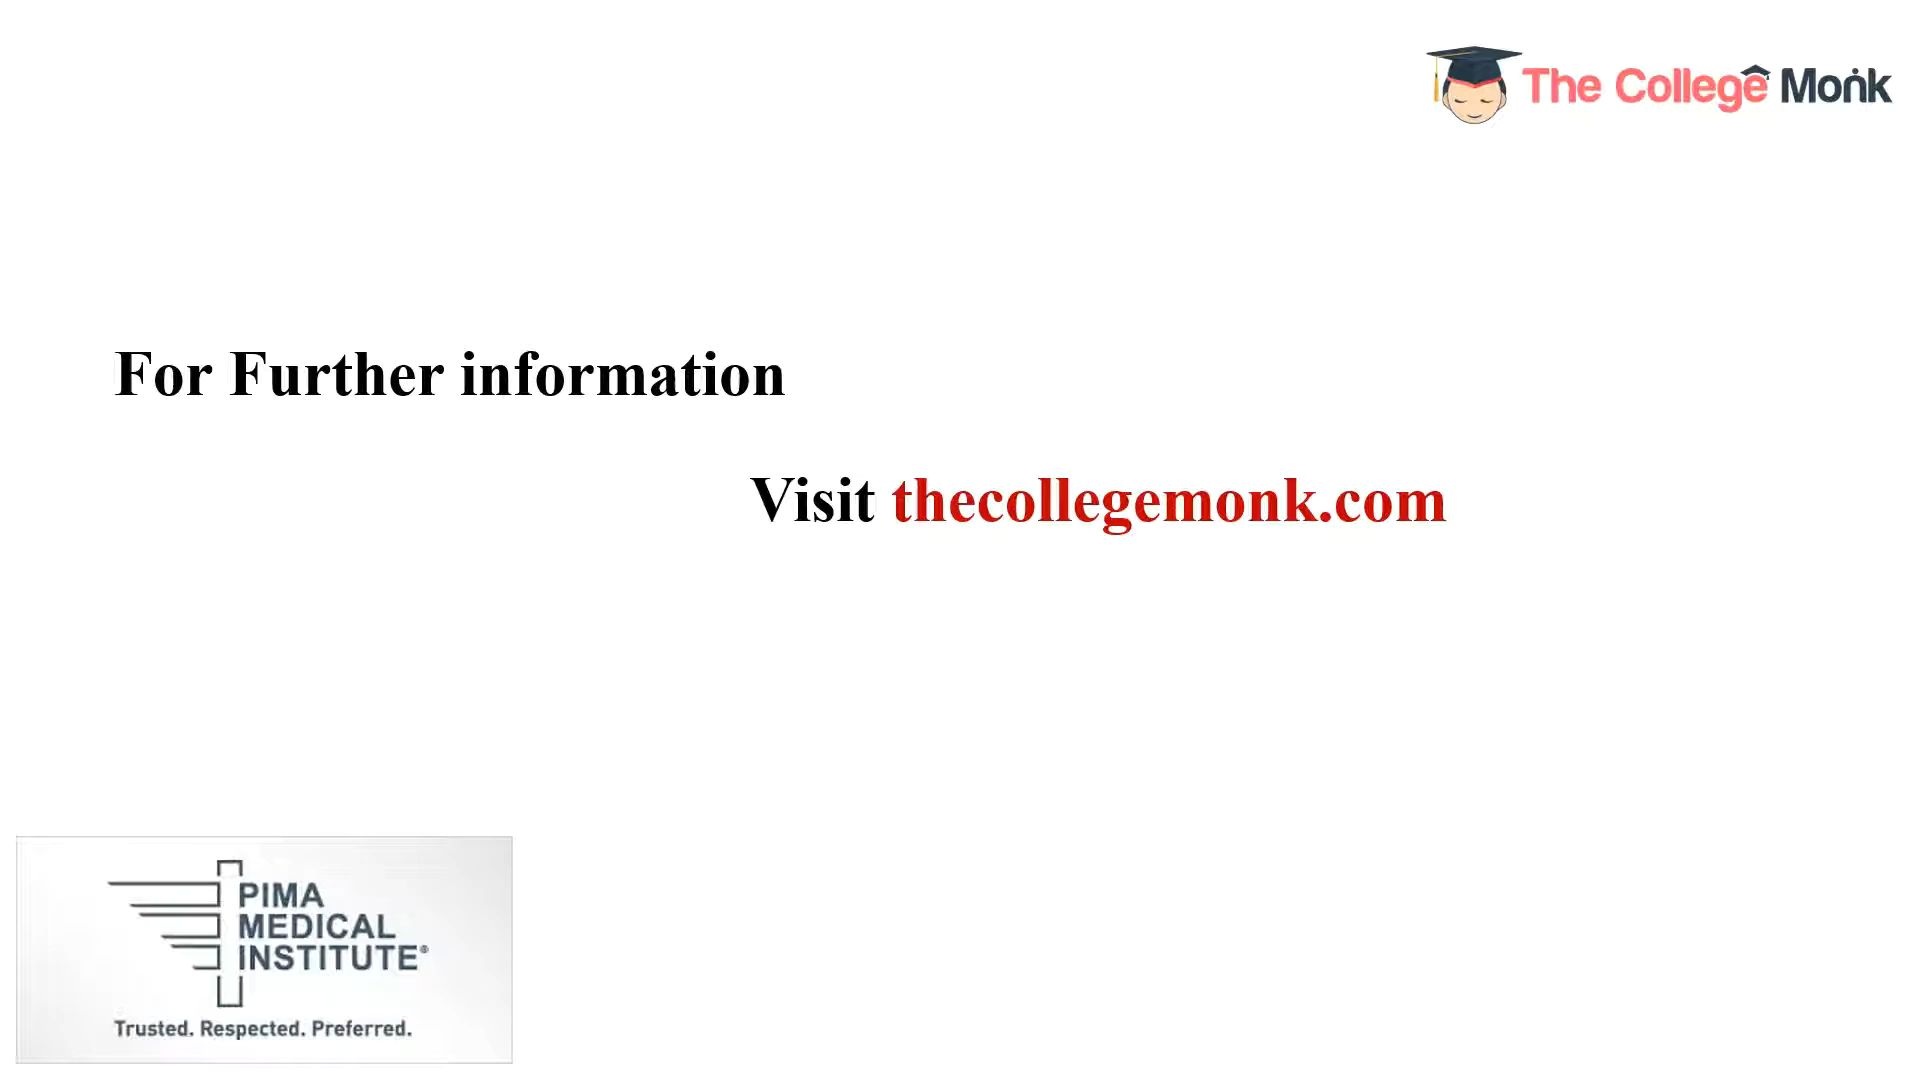 The College Monk
For Further information
Visit thecollegemonk.com
PIMA
MEDICAL
INSTITUTE®
Trusted. Respected. Preferred.